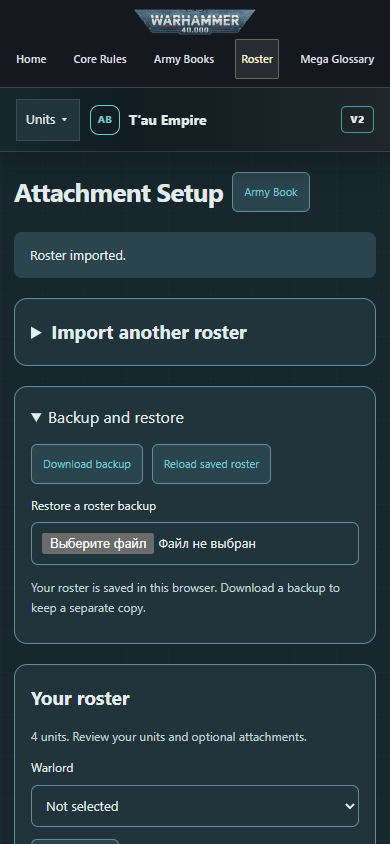 WARHAMMER
40,000
Home
Core Rules
Army Books
Roster
Mega Glossary
Units
AB
T'au Empire
V2
Attachment Setup
Army Book
Roster imported.
Import another roster
Backup and restore
Download backup
Reload saved roster
Restore a roster backup
Выберите файл Файл не выбран
Your roster is saved in this browser. Download a backup to
keep a separate copy.
Your roster
4 units. Review your units and optional attachments.
Warlord
Not selected